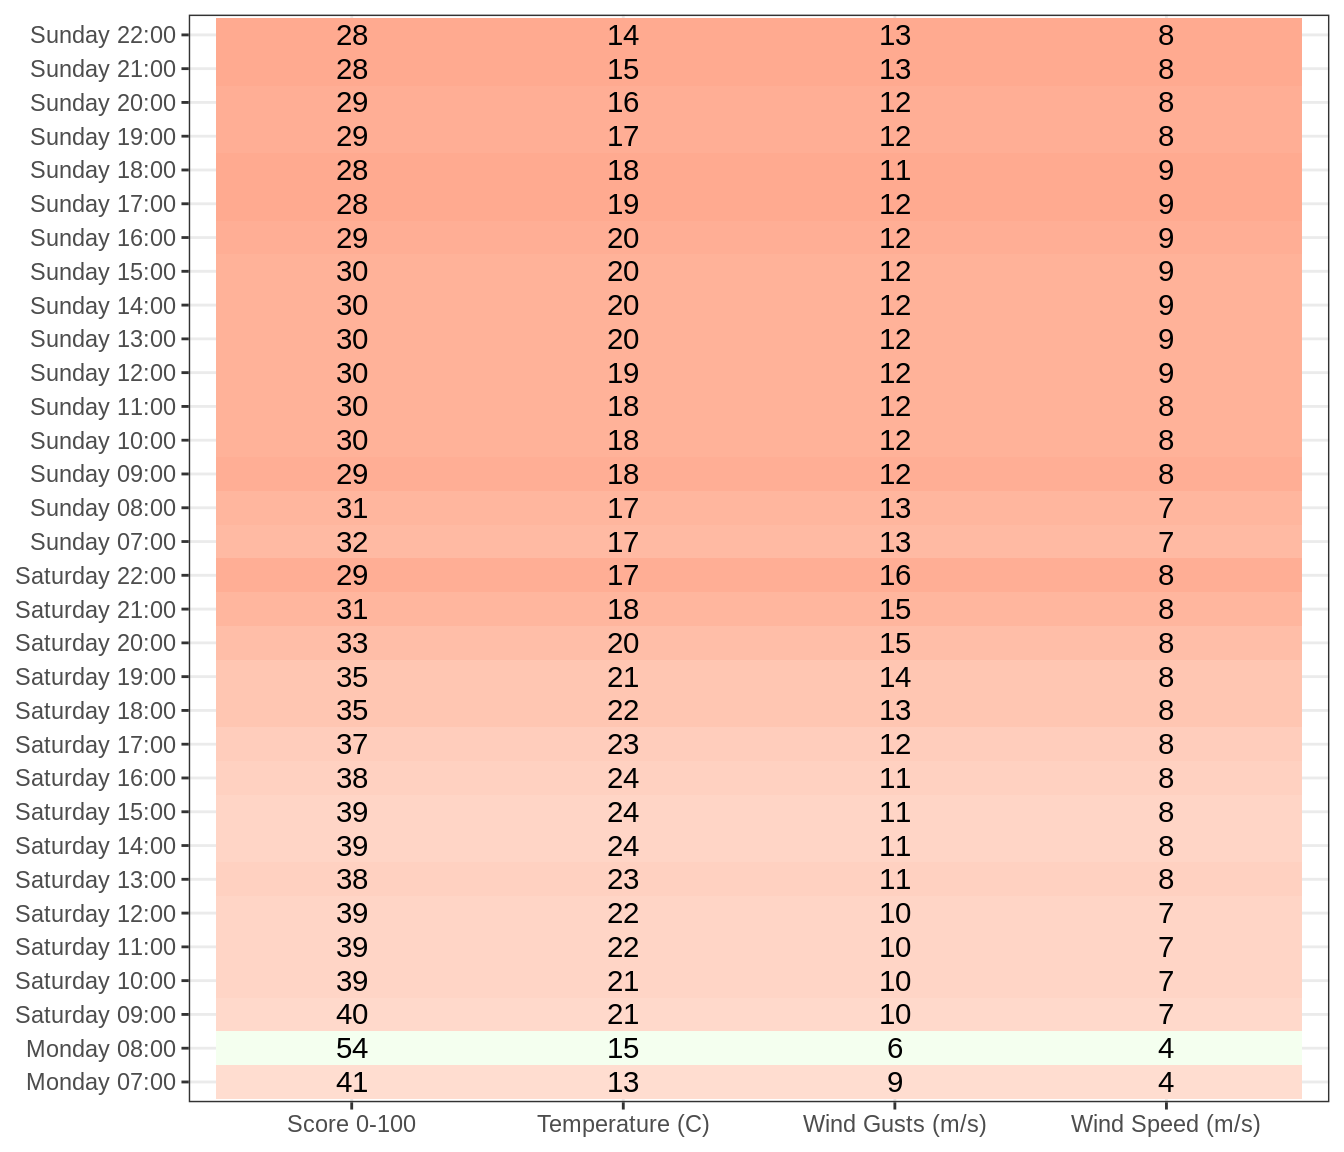 Sunday 22:00 28 14 13 8
Sunday 21:00 28 15 13 8
Sunday 20:00 29 16 12 8
Sunday 19:00 29 17 12 8
Sunday 18:00 28 18 11 9
Sunday 17:00 28 19 12 9
Sunday 16:00 29 20 12 9
Sunday 15:00 30 20 12 9
Sunday 14:00 30 20 12 9
Sunday 13:00 30 20 12 9
Sunday 12:00 30 19 12 9
Sunday 11:00 30 18 12 8
Sunday 10:00 30 18 12 8
Sunday 09:00 29 18 12 8
Sunday 08:00 31 17 13 7
Sunday 07:00 32 17 13 7
Saturday 22:00 29 17 16 8
Saturday 21:00 31 18 15 8
Saturday 20:00 33 20 15 8
Saturday 19:00 35 21 14 8
Saturday 18:00 35 22 13 8
Saturday 17:00 37 23 12 8
Saturday 16:00 38 24 11 8
Saturday 15:00 39 24 11 8
Saturday 14:00 39 24 11 8
Saturday 13:00 38 23 11 8
Saturday 12:00 39 22 10 7
Saturday 11:00 39 22 10 7
Saturday 10:00 39 21 10 7
Saturday 09:00 40 21 10 7
Monday 08:00 54 15 6 4
Monday 07:00 41 13 9 4
Score 0-100 Temperature (C) Wind Gusts (m/s) Wind Speed (m/s)